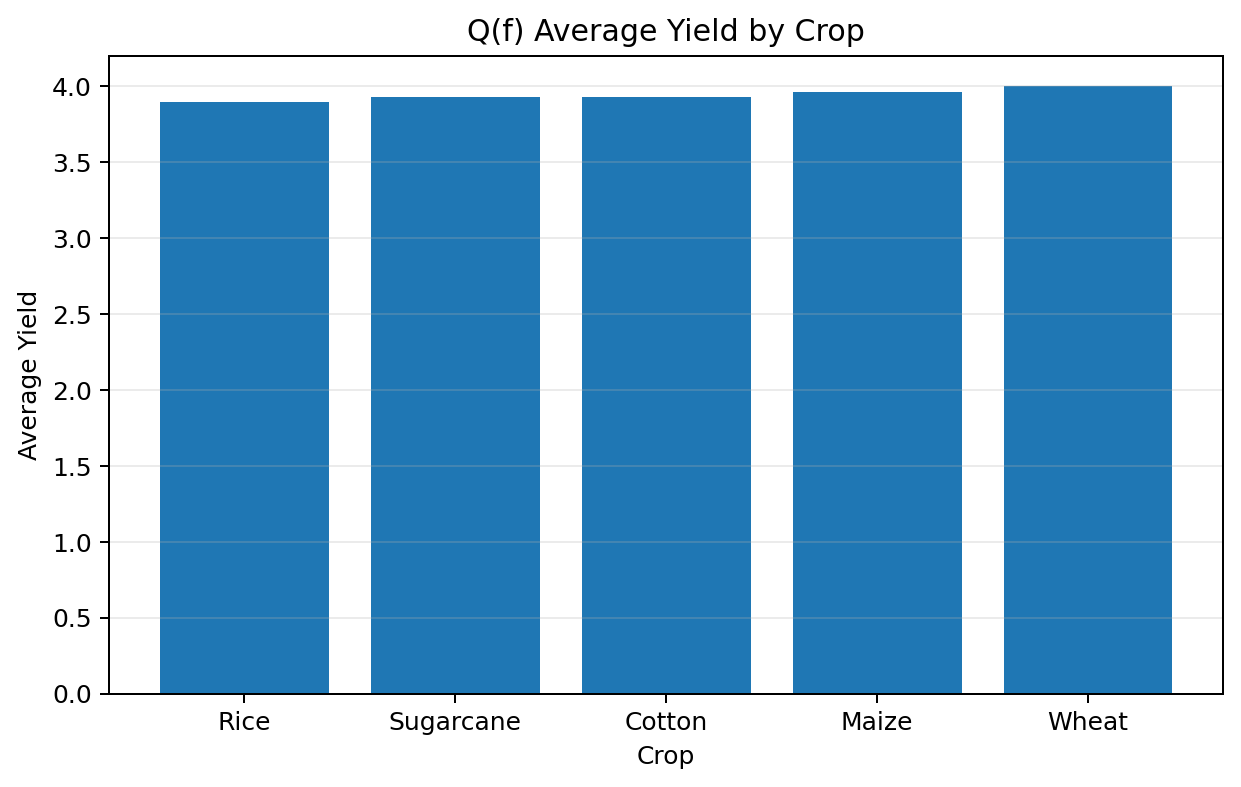 Q(f) Average Yield by Crop
Average Yield
4.0
3.5
3.0
2.5
2.0
1.5
1.0
0.5
0.0
Rice Sugarcane Cotton Maize Wheat
Crop